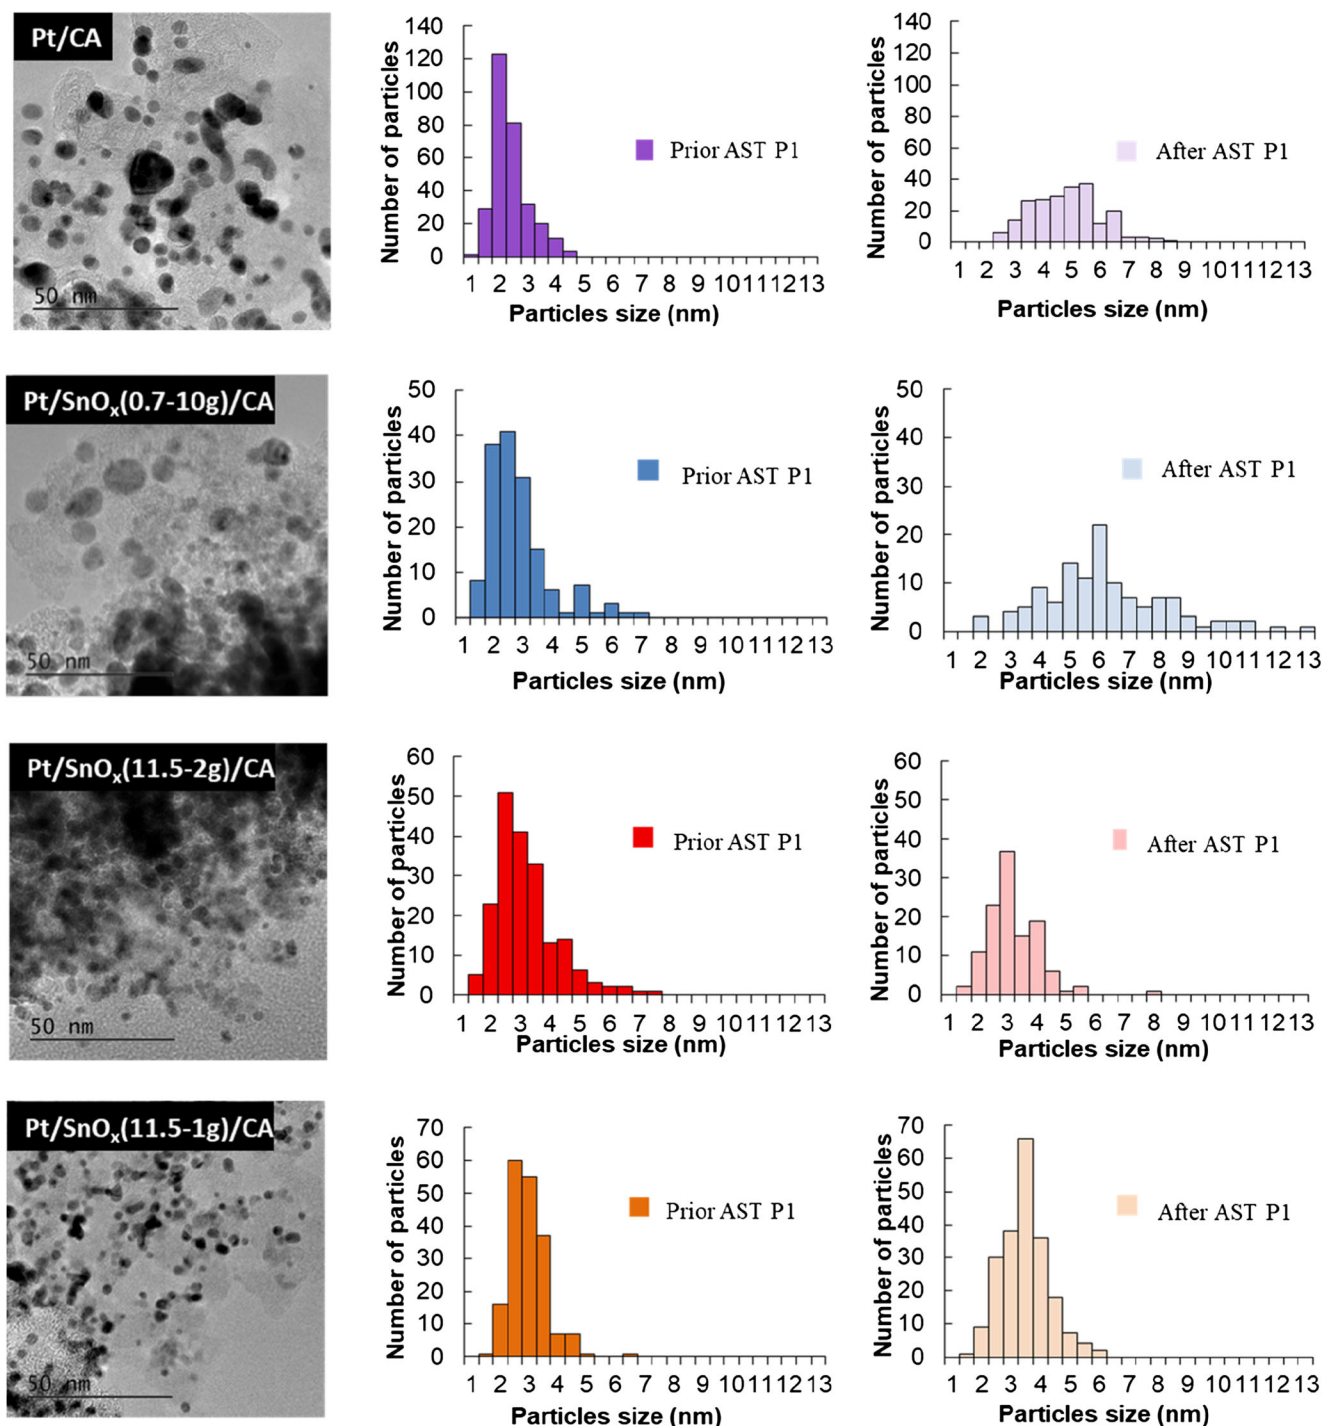 Pt/CA
50 nm
Number of particles
140
120
100
80
60
40
20
0
Prior AST P1
1 2 3 4 5 6 7 8 9 10 11 12 13
Particles size (nm)
Number of particles
140
120
100
80
60
40
20
0
After AST P1
1 2 3 4 5 6 7 8 9 10 11 12 13
Particles size (nm)
Pt/SnOₓ(0.7-10g)/CA
50 nm
Number of particles
50
40
30
20
10
0
Prior AST P1
1 2 3 4 5 6 7 8 9 10 11 12 13
Particles size (nm)
Number of particles
50
40
30
20
10
0
After AST P1
1 2 3 4 5 6 7 8 9 10 11 12 13
Particles size (nm)
Pt/SnOₓ(11.5-2g)/CA
50 nm
Number of particles
60
50
40
30
20
10
0
Prior AST P1
1 2 3 4 5 6 7 8 9 10 11 12 13
Particles size (nm)
Number of particles
60
50
40
30
20
10
0
After AST P1
1 2 3 4 5 6 7 8 9 10 11 12 13
Particles size (nm)
Pt/SnOₓ(11.5-1g)/CA
50 nm
Number of particles
70
60
50
40
30
20
10
0
Prior AST P1
1 2 3 4 5 6 7 8 9 10 11 12 13
Particles size (nm)
Number of particles
70
60
50
40
30
20
10
0
After AST P1
1 2 3 4 5 6 7 8 9 10 11 12 13
Particles size (nm)